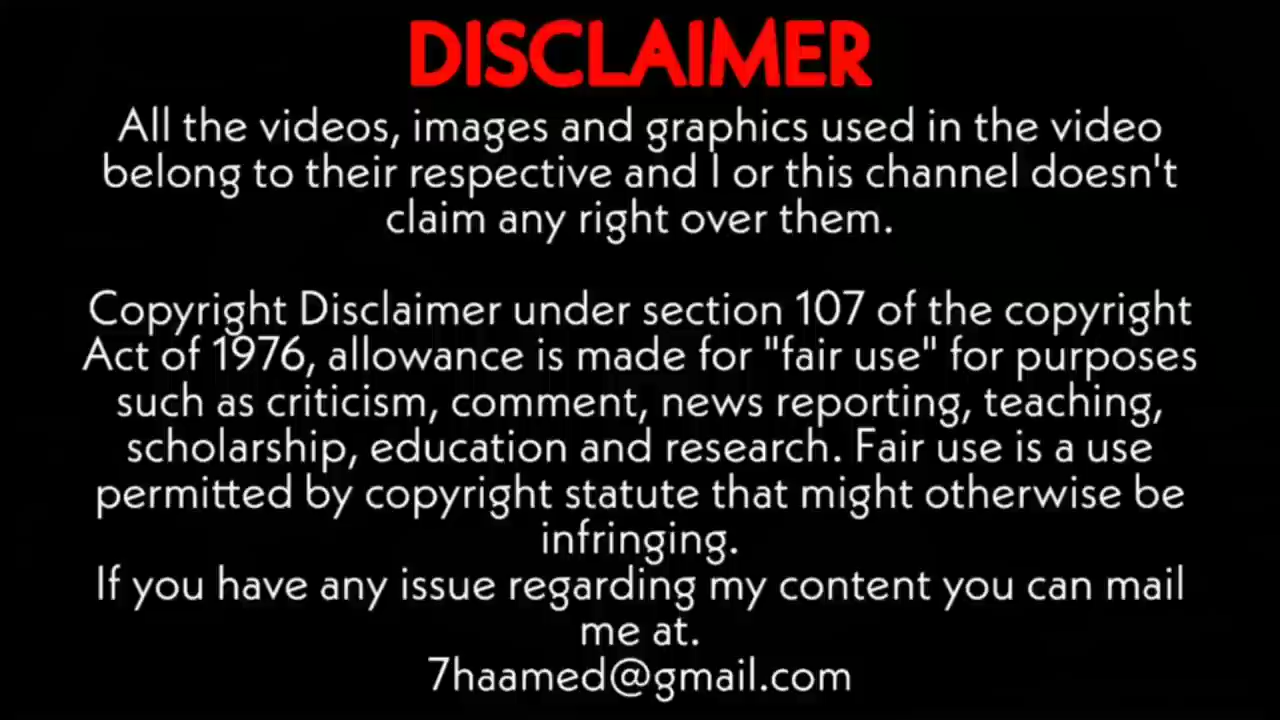 DISCLAIMER
All the videos, images and graphics used in the video
belong to their respective and I or this channel doesn't
claim any right over them.
Copyright Disclaimer under section 107 of the copyright
Act of 1976, allowance is made for "fair use" for purposes
such as criticism, comment, news reporting, teaching,
scholarship, education and research. Fair use is a use
permitted by copyright statute that might otherwise be
infringing.
If you have any issue regarding my content you can mail
me at.
7haamed@gmail.com